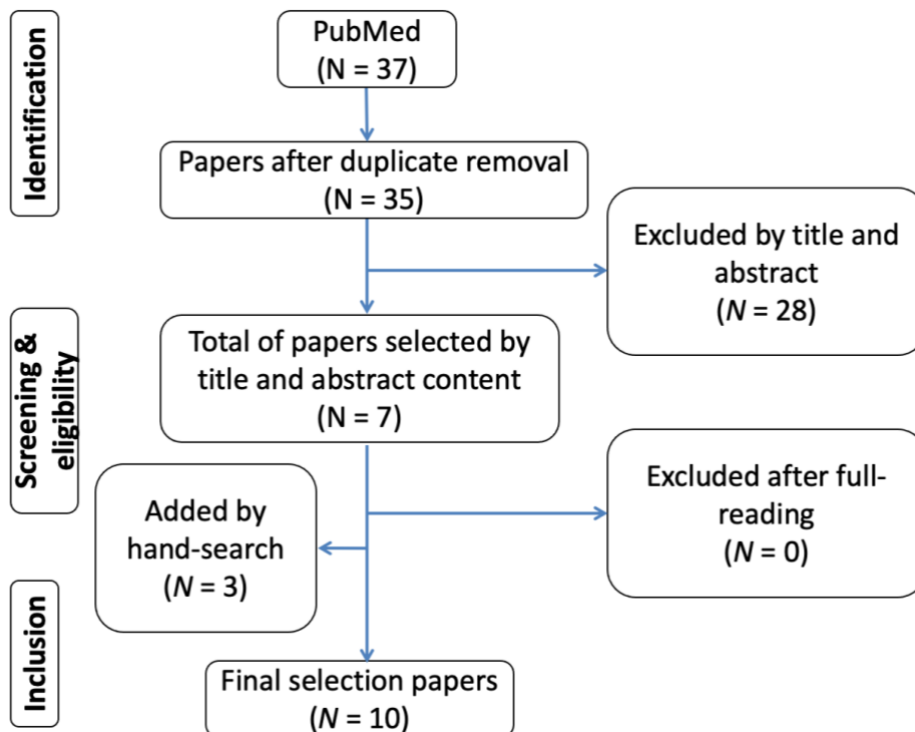 Identification
PubMed
(N = 37)
Papers after duplicate removal
(N = 35)
Excluded by title and
abstract
(N = 28)
Screening &
eligibility
Total of papers selected by
title and abstract content
(N = 7)
Excluded after full-
reading
(N = 0)
Added by
hand-search
(N = 3)
Inclusion
Final selection papers
(N = 10)